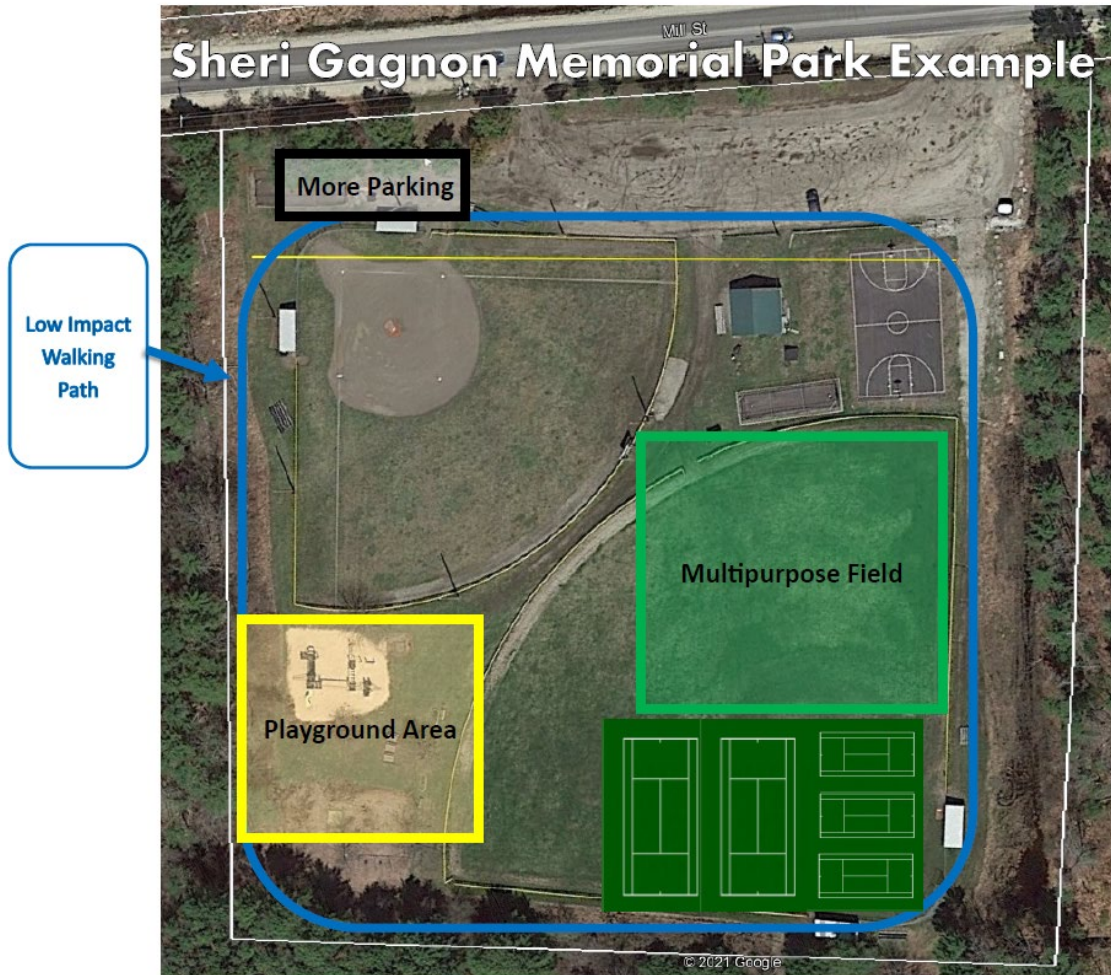 Mill St
Sheri Gagnon Memorial Park Example
More Parking
Low Impact
Walking
Path
Multipurpose Field
Playground Area
© 2021 Google